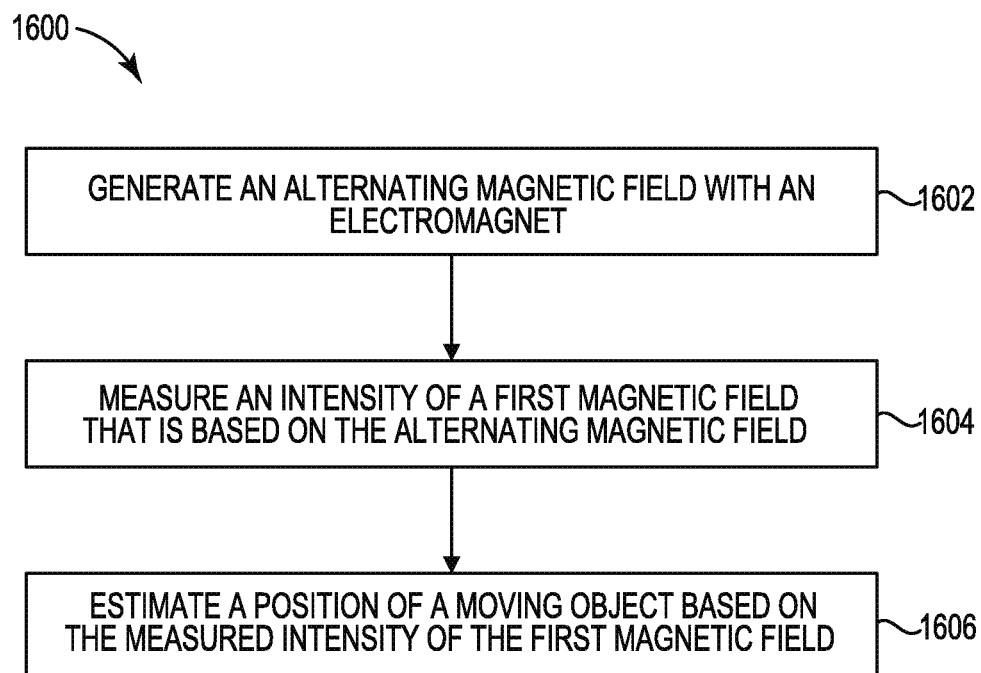 1600
GENERATE AN ALTERNATING MAGNETIC FIELD WITH AN
ELECTROMAGNET
1602
MEASURE AN INTENSITY OF A FIRST MAGNETIC FIELD
THAT IS BASED ON THE ALTERNATING MAGNETIC FIELD
1604
ESTIMATE A POSITION OF A MOVING OBJECT BASED ON
THE MEASURED INTENSITY OF THE FIRST MAGNETIC FIELD
1606